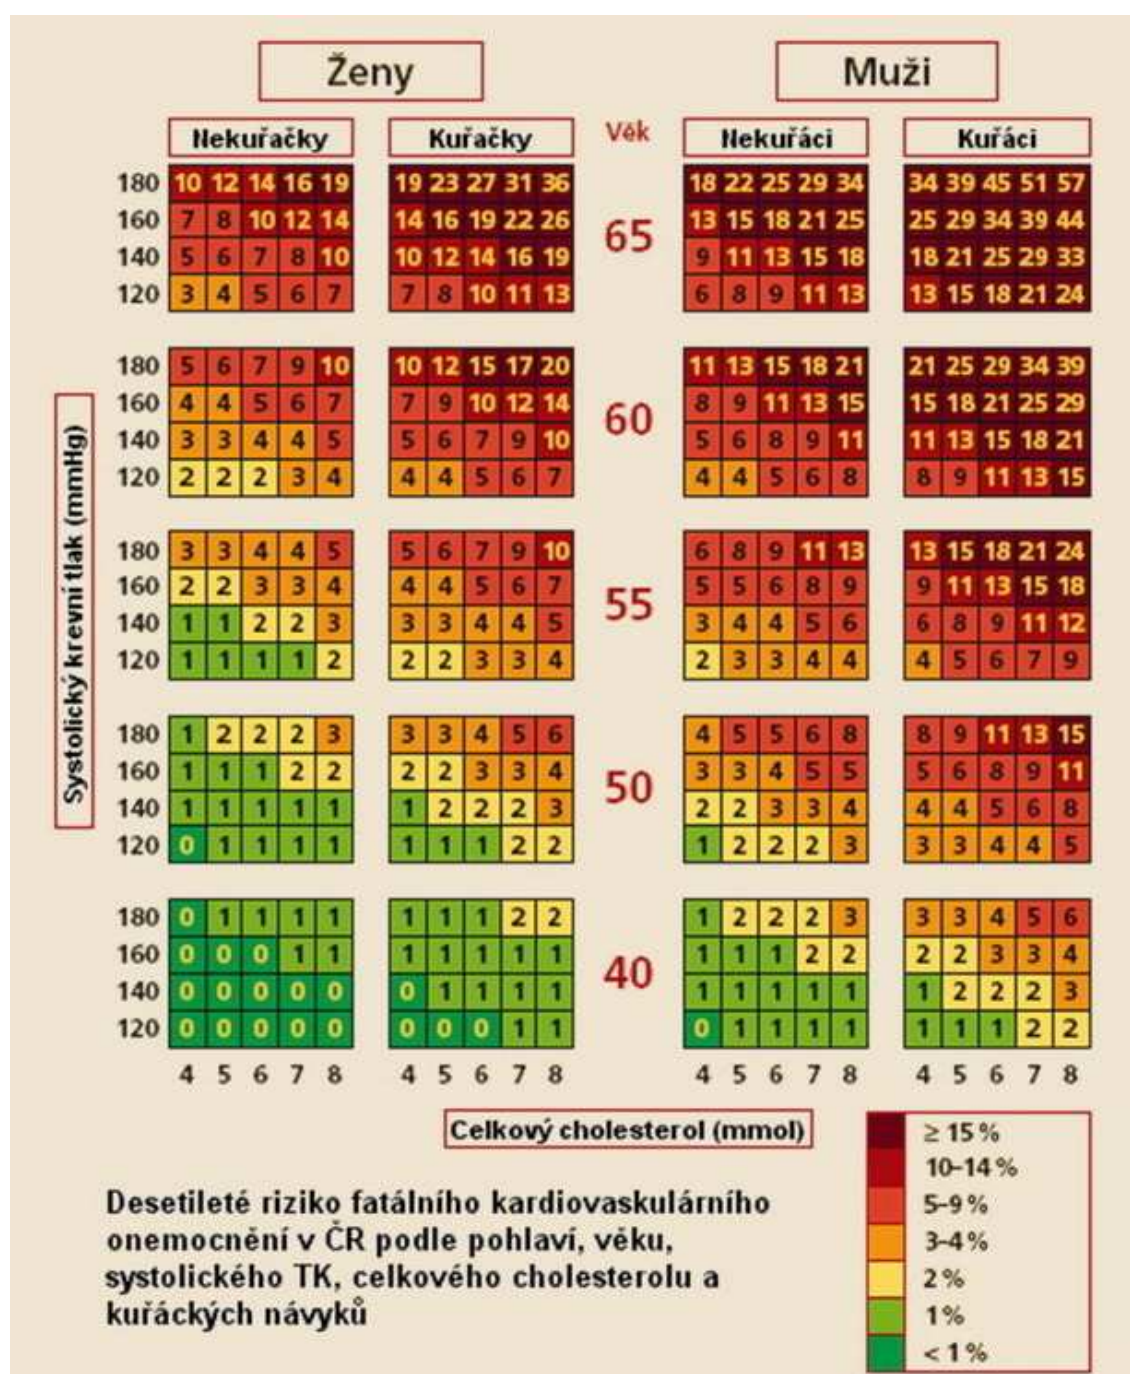 Ženy Muži
Nekuřačky Kuřačky Věk Nekuřáci Kuřáci
180 10 12 14 16 19 19 23 27 31 36 18 22 25 29 34 34 39 45 51 57
160 7 8 10 12 14 14 16 19 22 26 13 15 18 21 25 25 29 34 39 44
65
140 5 6 7 8 10 10 12 14 16 19 9 11 13 15 18 18 21 25 29 33
120 3 4 5 6 7 7 8 10 11 13 6 8 9 11 13 13 15 18 21 24
180 5 6 7 9 10 10 12 15 17 20 11 13 15 18 21 21 25 29 34 39
160 4 4 5 6 7 7 9 10 12 14 8 9 11 13 15 15 18 21 25 29
60
140 3 3 4 4 5 5 6 7 9 10 5 6 8 9 11 11 13 15 18 21
120 2 2 2 3 4 4 4 5 6 7 4 4 5 6 8 8 9 11 13 15
Systolický krevní tlak (mmHg)
180 3 3 4 4 5 5 6 7 9 10 6 8 9 11 13 13 15 18 21 24
160 2 2 3 3 4 4 4 5 6 7 5 5 6 8 9 9 11 13 15 18
55
140 1 1 2 2 3 3 3 4 4 5 3 4 4 5 6 6 8 9 11 12
120 1 1 1 1 2 2 2 3 3 4 2 3 3 4 4 4 5 6 7 9
180 1 2 2 2 3 3 3 4 5 6 4 5 5 6 8 8 9 11 13 15
160 1 1 1 2 2 2 2 3 3 4 3 3 4 5 5 5 6 8 9 11
50
140 1 1 1 1 1 1 2 2 2 3 2 2 3 3 4 4 4 5 6 8
120 0 1 1 1 1 1 1 1 2 2 1 2 2 2 3 3 3 4 4 5
180 0 1 1 1 1 1 1 1 2 2 1 2 2 2 3 3 3 4 5 6
160 0 0 0 1 1 1 1 1 1 1 1 1 1 2 2 2 2 3 3 4
40
140 0 0 0 0 0 0 1 1 1 1 1 1 1 1 1 1 2 2 2 3
120 0 0 0 0 0 0 0 0 1 1 0 1 1 1 1 1 1 1 2 2
4 5 6 7 8 4 5 6 7 8 4 5 6 7 8 4 5 6 7 8
Celkový cholesterol (mmol)
≥ 15 %
10–14 %
5–9 %
3–4 %
2 %
1 %
< 1 %
Desetileté riziko fatálního kardiovaskulárního
onemocnění v ČR podle pohlaví, věku,
systolického TK, celkového cholesterolu a
kuřáckých návyků